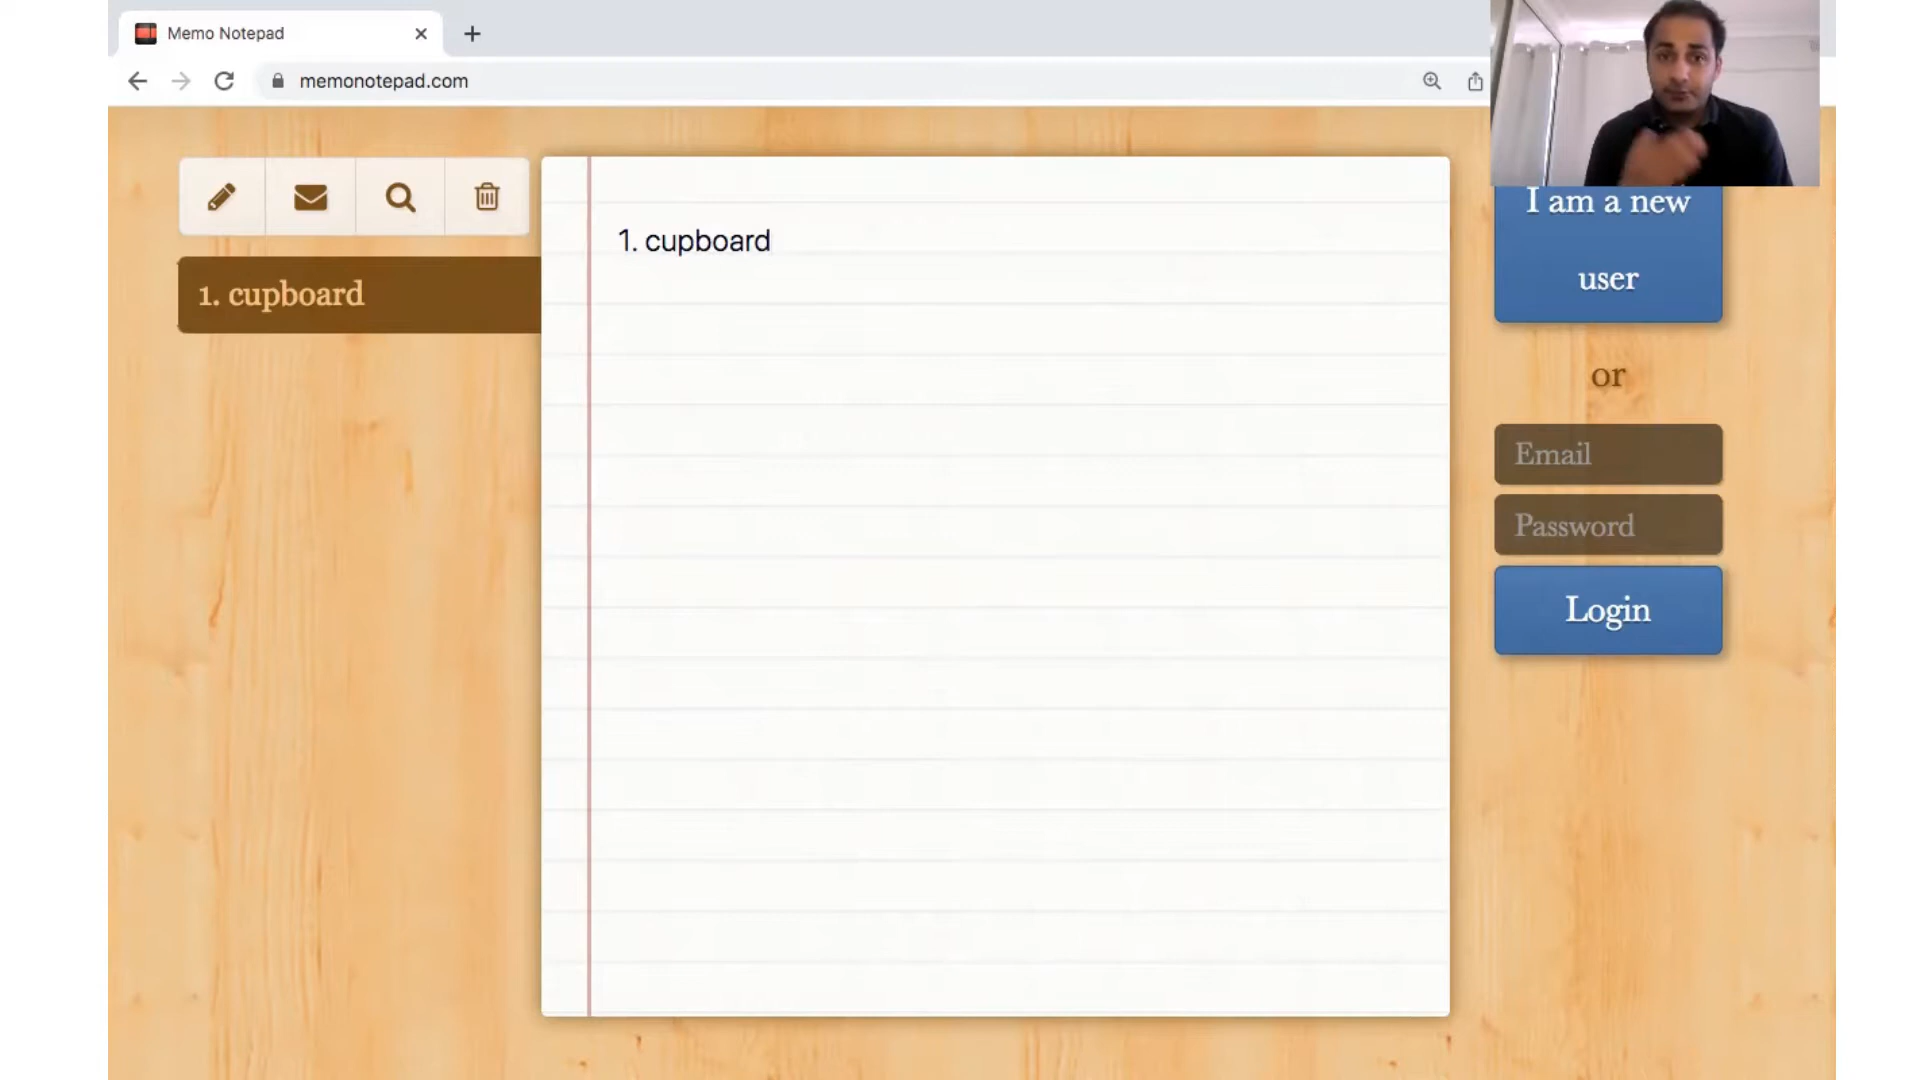 Memo Notepad
memonotepad.com
1. cupboard
1. cupboard
I am a new
user
or
Email
Password
Login